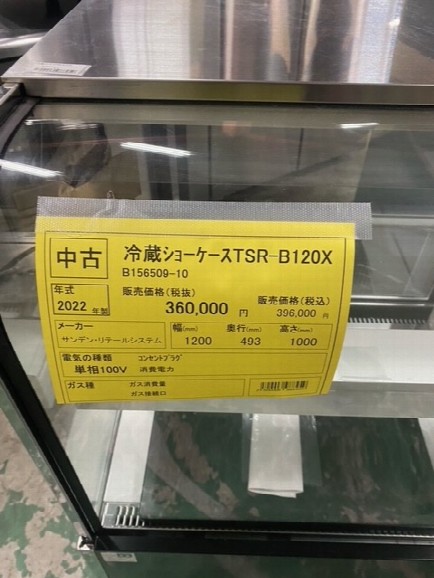 中古
冷蔵ショーケースTSR-B120X
B156509-10
年式
2022 年製
販売価格(税抜)
360,000 円
販売価格(税込)
396,000 円
メーカー
サンデン・リテールシステム
幅(mm) 奥行(mm) 高さ(mm)
1200 493 1000
電気の種類 コンセントプラグ
単相100V 消費電力
ガス種 ガス消費量
ガス接続口